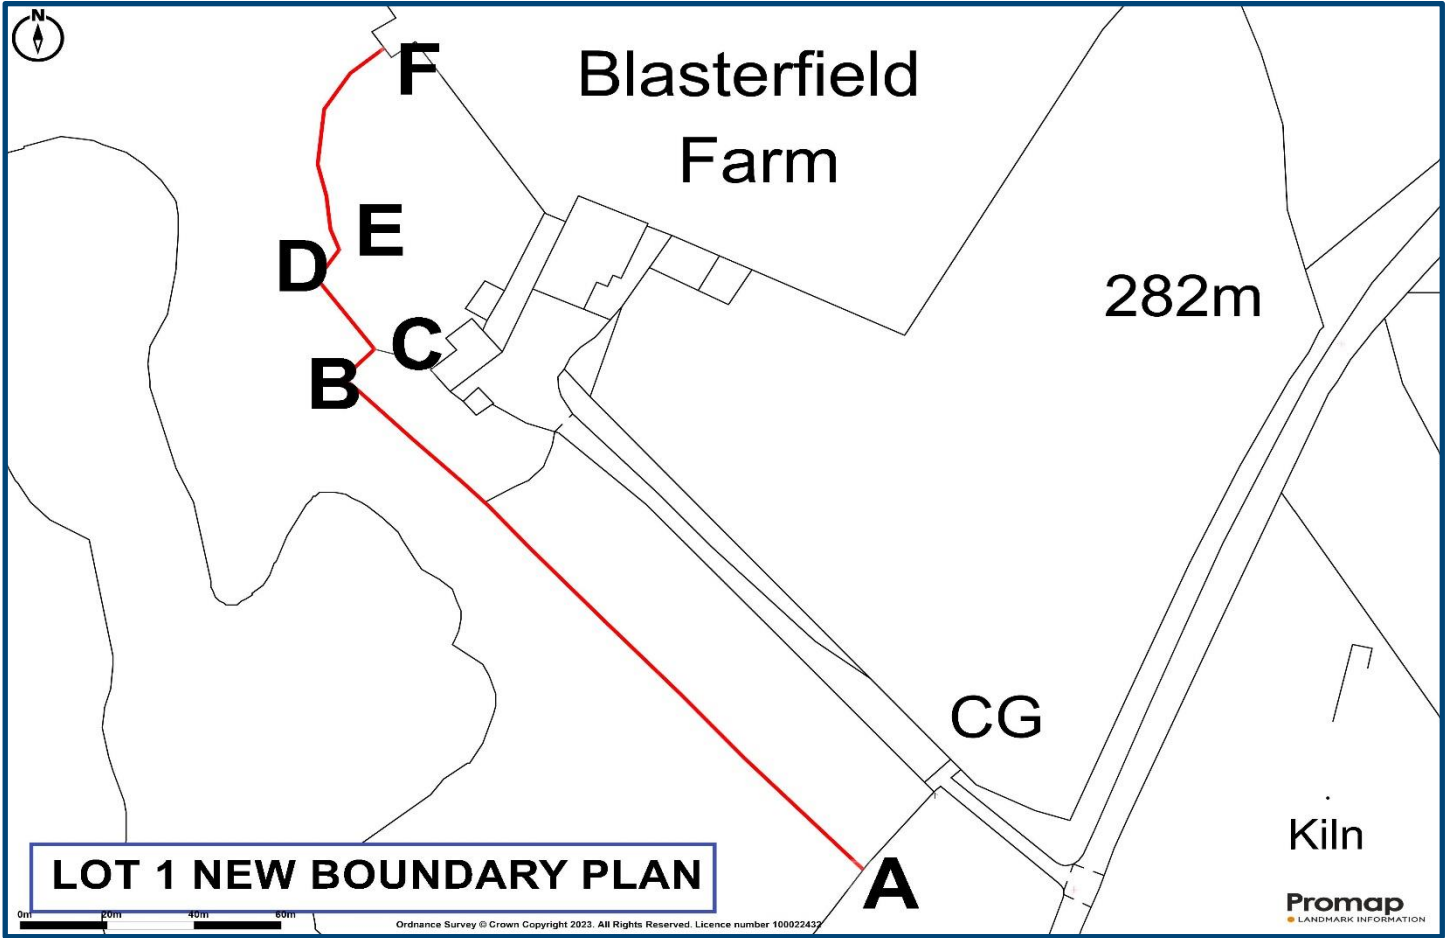 N
F
Blasterfield
Farm
E
D
282m
C
B
CG
Kiln
A
LOT 1 NEW BOUNDARY PLAN
0m 20m 40m 60m
Ordnance Survey © Crown Copyright 2023. All Rights Reserved. Licence number 100022432
Promap
LANDMARK INFORMATION